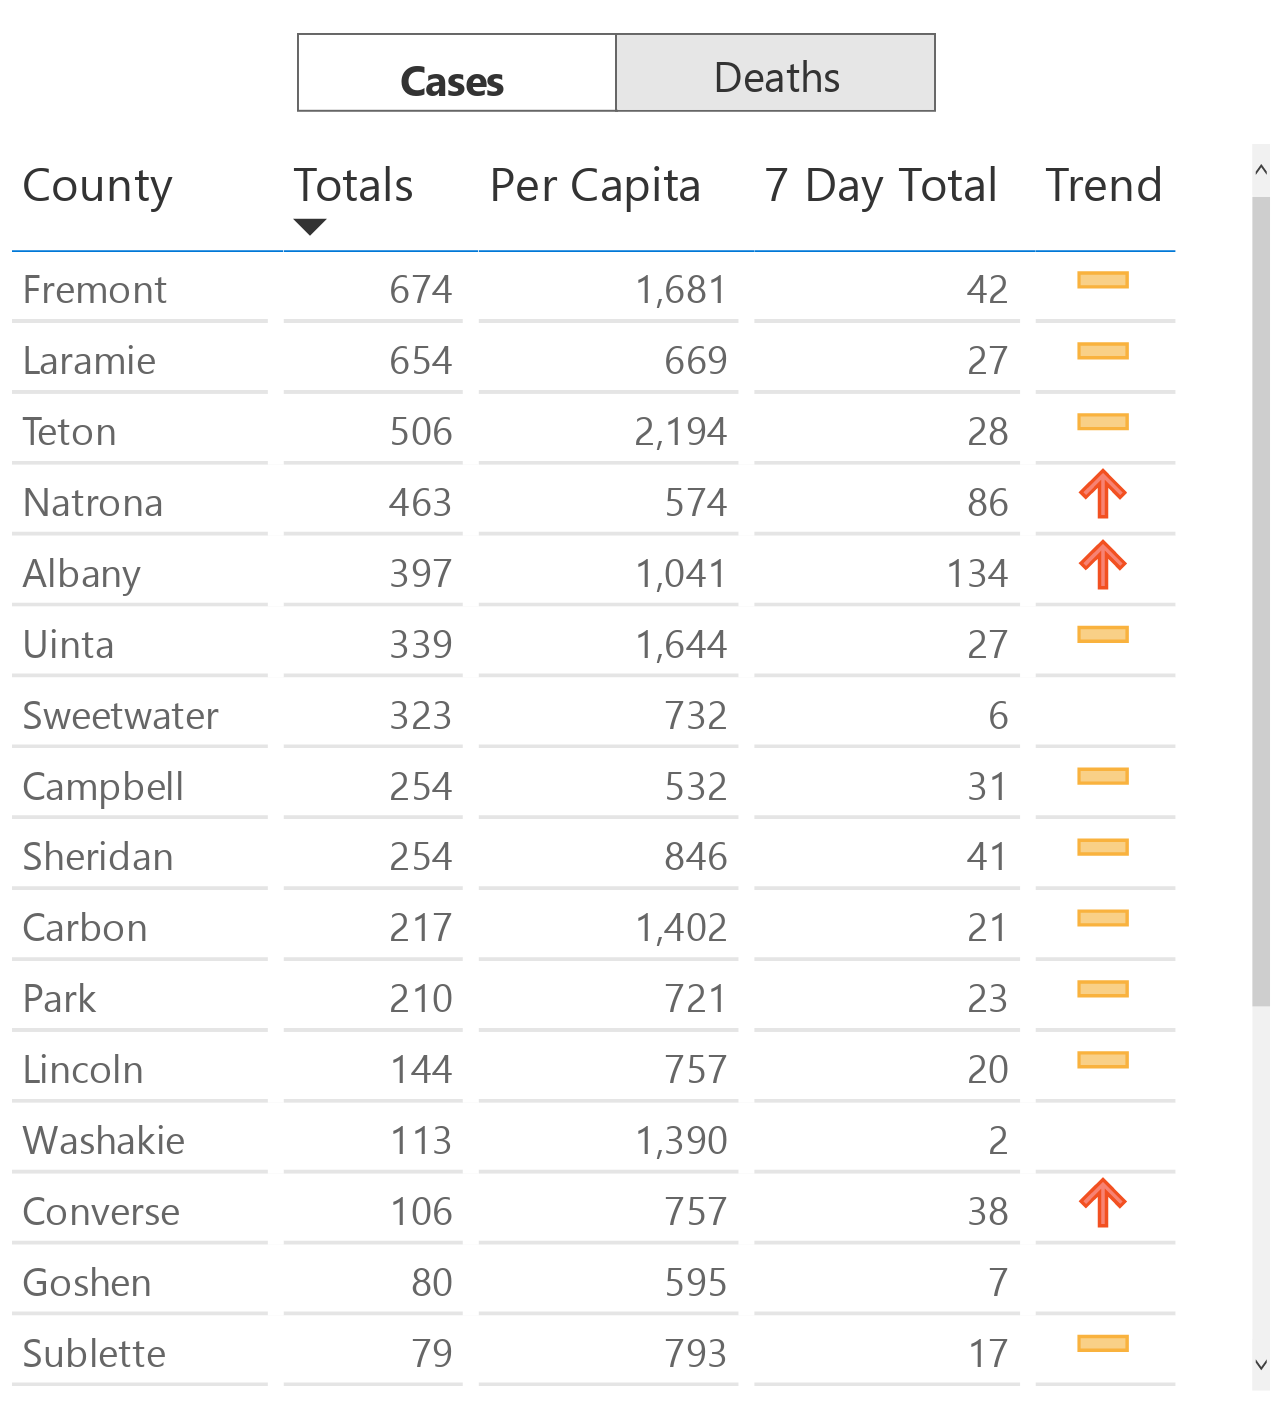 Cases Deaths
County Totals Per Capita 7 Day Total Trend
Fremont 674 1,681 42
Laramie 654 669 27
Teton 506 2,194 28
Natrona 463 574 86
Albany 397 1,041 134
Uinta 339 1,644 27
Sweetwater 323 732 6
Campbell 254 532 31
Sheridan 254 846 41
Carbon 217 1,402 21
Park 210 721 23
Lincoln 144 757 20
Washakie 113 1,390 2
Converse 106 757 38
Goshen 80 595 7
Sublette 79 793 17